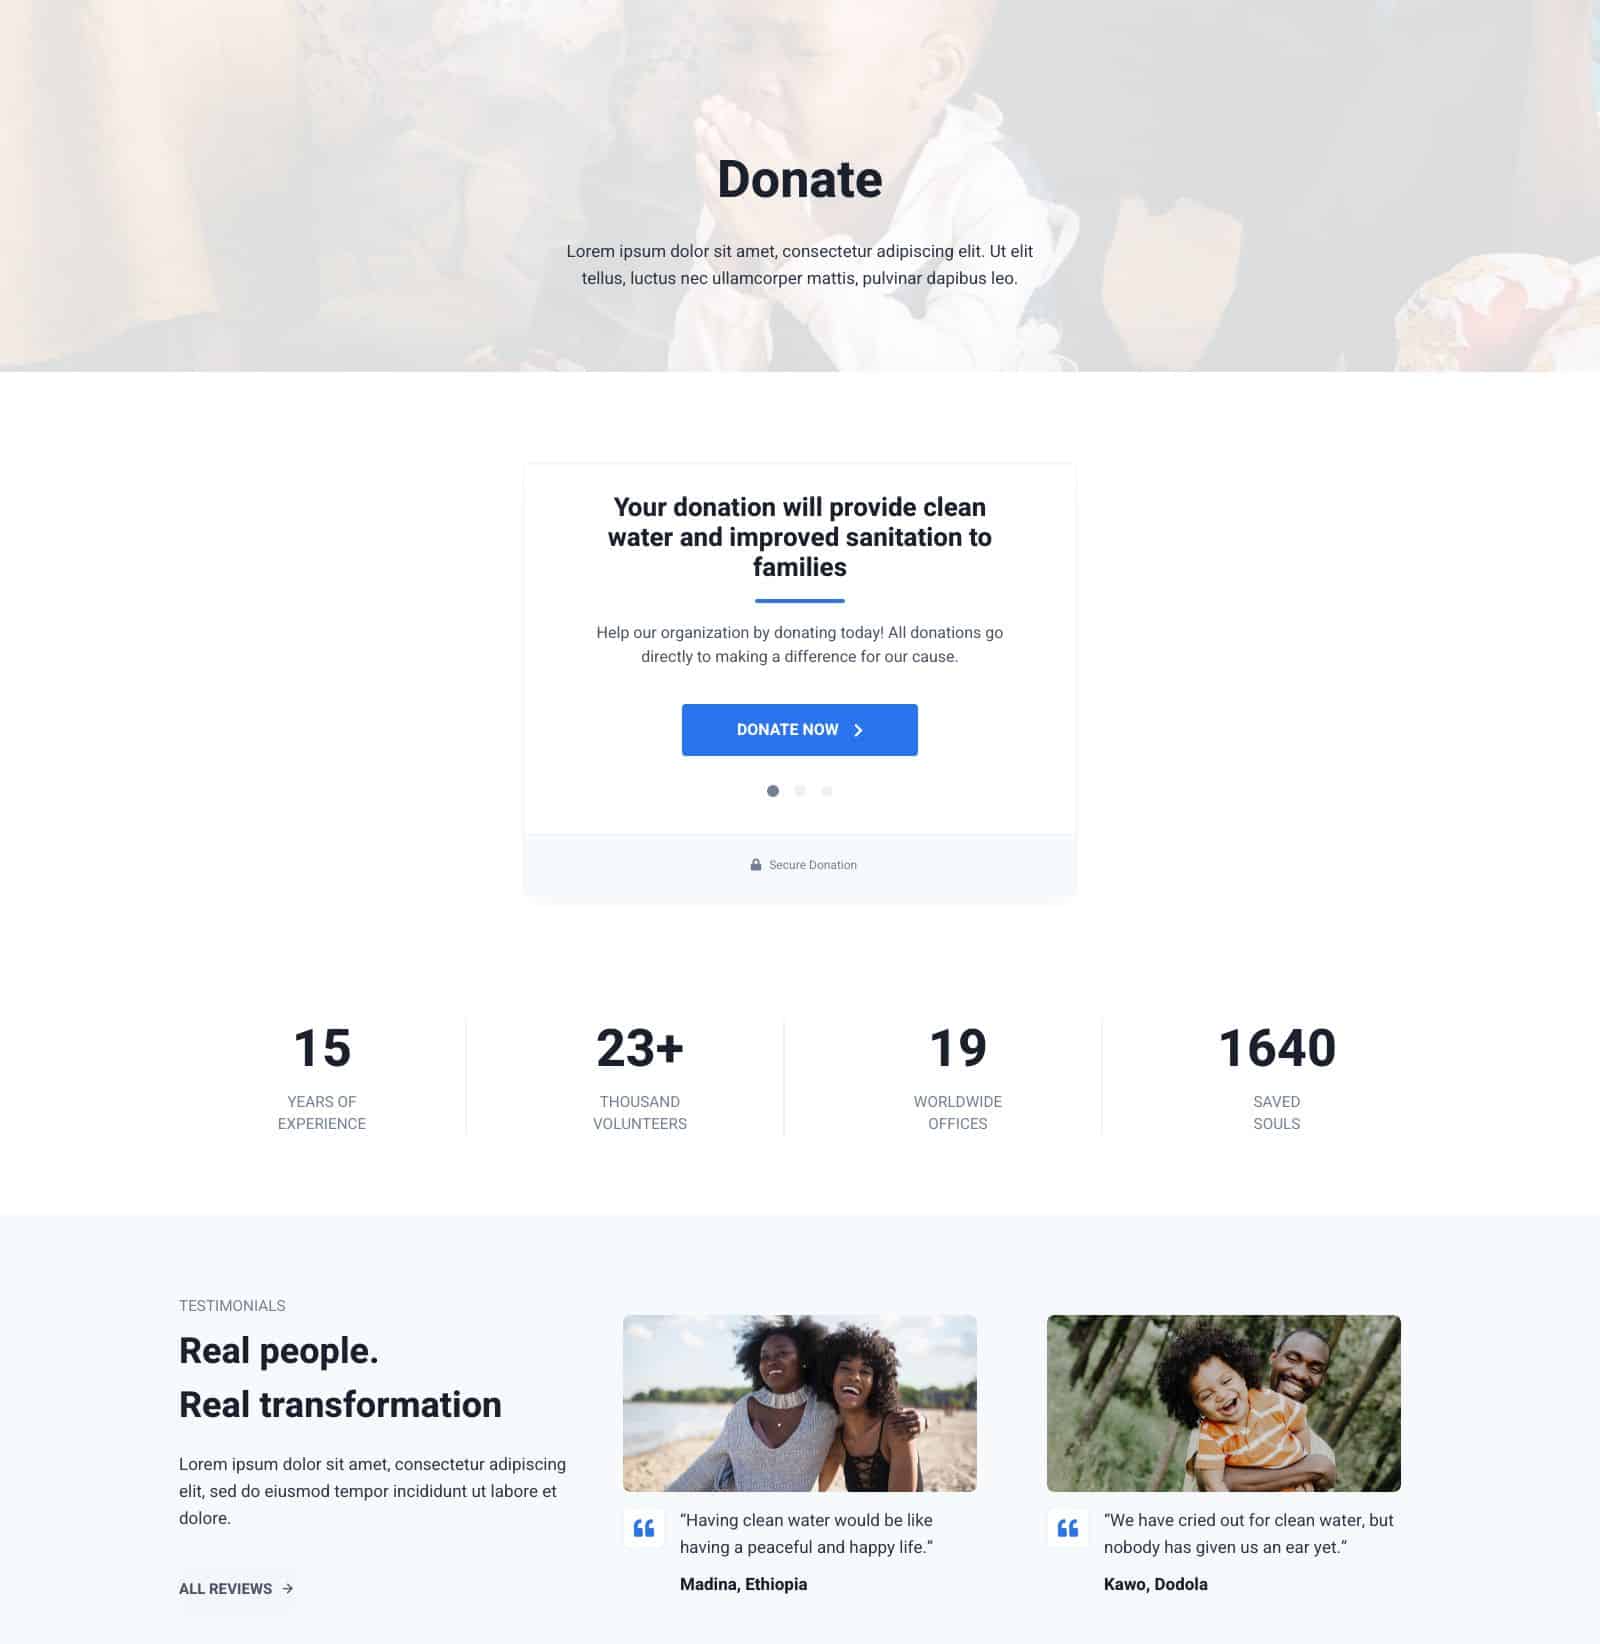 Donate
Lorem ipsum dolor sit amet, consectetur adipiscing elit. Ut elit
tellus, luctus nec ullamcorper mattis, pulvinar dapibus leo.
Your donation will provide clean
water and improved sanitation to
families
Help our organization by donating today! All donations go
directly to making a difference for our cause.
DONATE NOW
Secure Donation
15
YEARS OF
EXPERIENCE
23+
THOUSAND
VOLUNTEERS
19
WORLDWIDE
OFFICES
1640
SAVED
SOULS
TESTIMONIALS
Real people.
Real transformation
Lorem ipsum dolor sit amet, consectetur adipiscing
elit, sed do eiusmod tempor incididunt ut labore et
dolore.
ALL REVIEWS →
“Having clean water would be like
having a peaceful and happy life.”
Madina, Ethiopia
“We have cried out for clean water, but
nobody has given us an ear yet.”
Kawo, Dodola